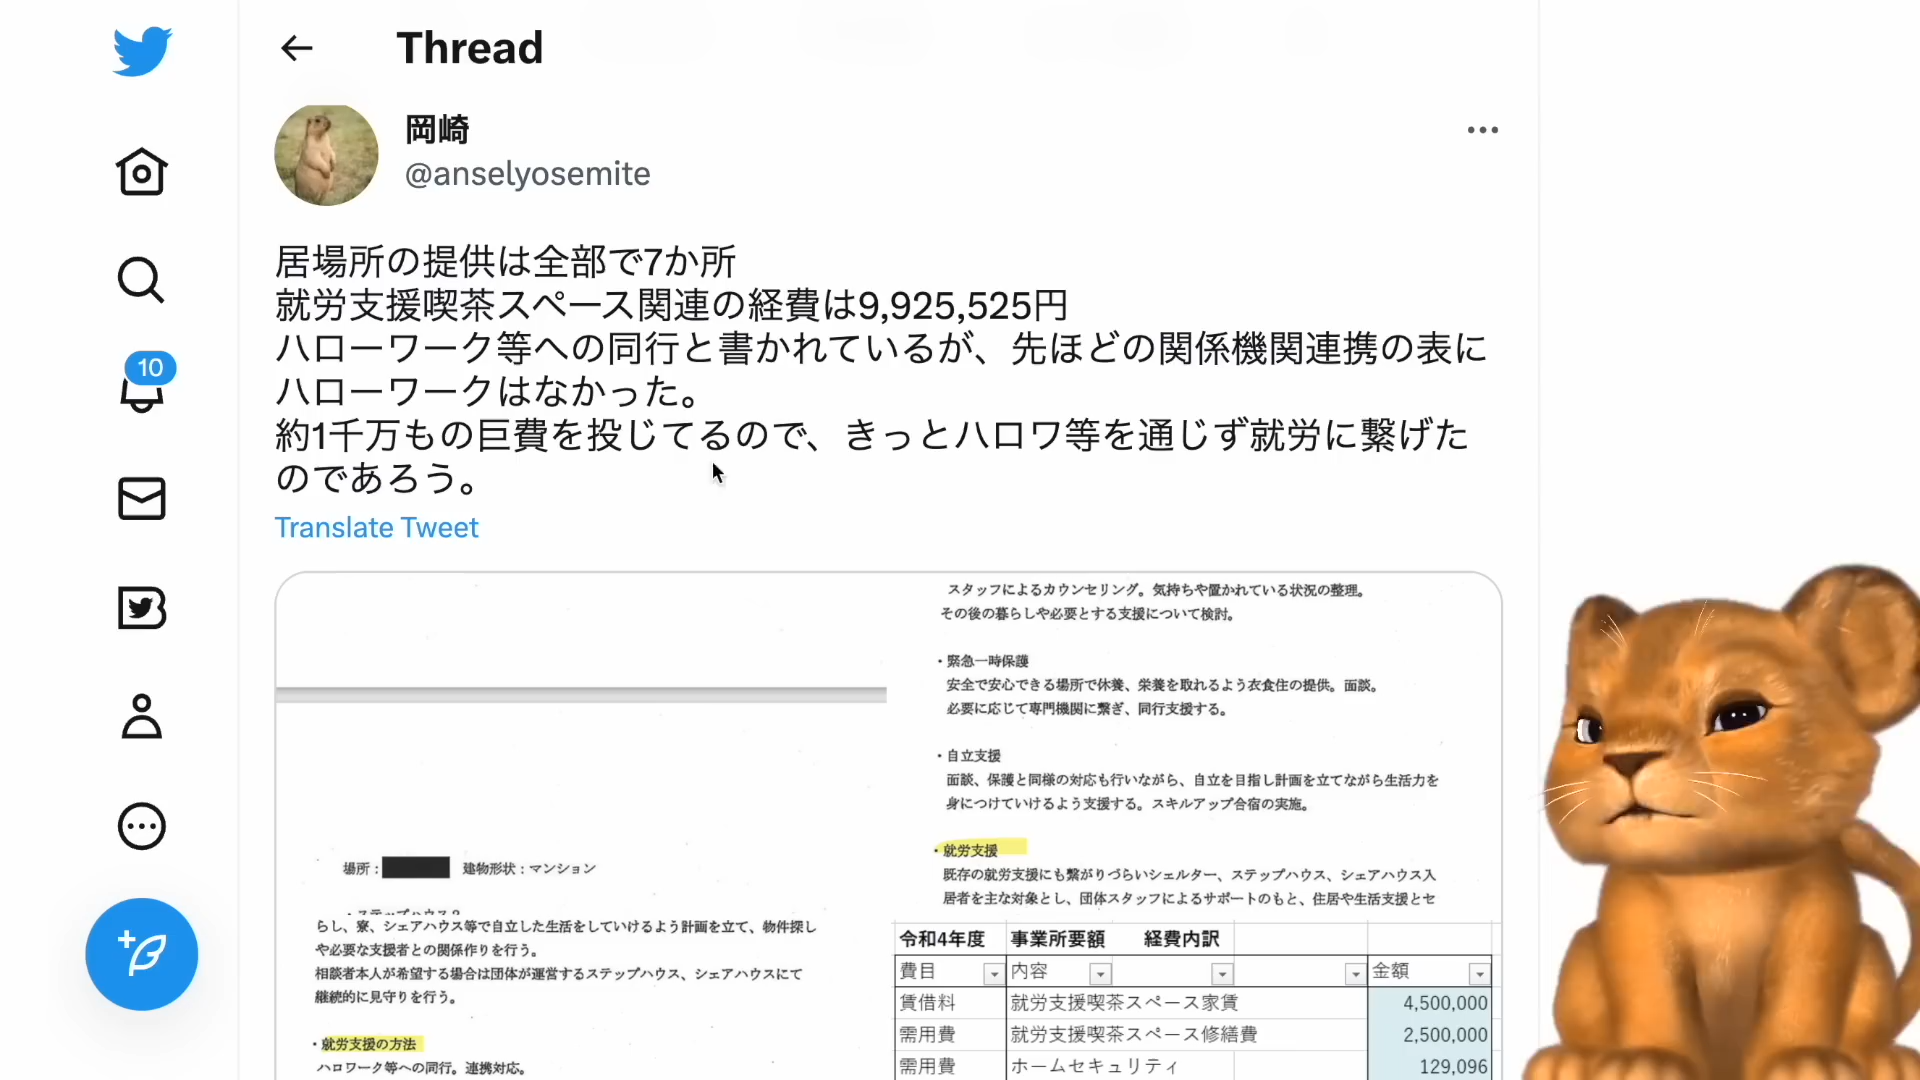 Thread
岡崎
@anselyosemite
10
居場所の提供は全部で7か所
就労支援喫茶スペース関連の経費は9,925,525円
ハローワーク等への同行と書かれているが、先ほどの関係機関連携の表に
ハローワークはなかった。
約1千万もの巨費を投じてるので、きっとハロワ等を通じず就労に繋げた
のであろう。
Translate Tweet
場所：
建物形状：マンション
らし、寮、シェアハウス等で自立した生活をしていけるよう計画を立て、物件探し
や必要な支援者との関係作りを行う。
相談者本人が希望する場合は団体が運営するステップハウス、シェアハウスにて
継続的に見守りを行う。
・就労支援の方法
ハロワーク等への同行。連携対応。
スタッフによるカウンセリング。気持ちや置かれている状況の整理。
その後の暮らしや必要とする支援について検討。
・緊急一時保護
安全で安心できる場所で休養、栄養を取れるよう衣食住の提供。面談。
必要に応じて専門機関に繋ぎ、同行支援する。
・自立支援
面談、保護と同様の対応も行いながら、自立を目指し計画を立てながら生活力を
身につけていけるよう支援する。スキルアップ合宿の実施。
・就労支援
既存の就労支援にも繋がりづらいシェルター、ステップハウス、シェアハウス入
居者を主な対象とし、団体スタッフによるサポートのもと、住居や生活支援とセ
令和4年度 事業所要額 経費内訳
費目 内容 金額
賃借料 就労支援喫茶スペース家賃 4,500,000
需用費 就労支援喫茶スペース修繕費 2,500,000
需用費 ホームセキュリティ 129,096